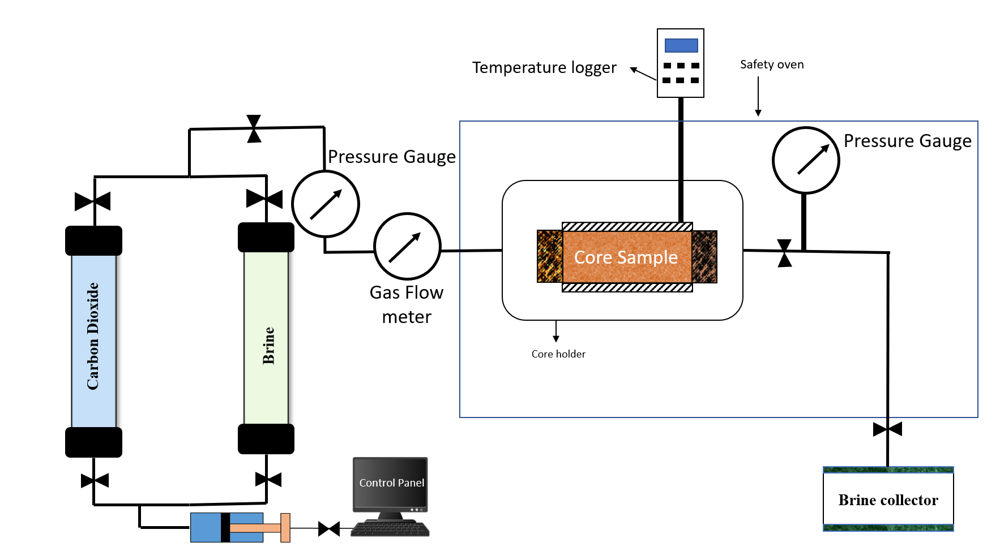 Temperature logger
Safety oven
Pressure Gauge
Pressure Gauge
Core Sample
Gas Flow
meter
Carbon Dioxide
Brine
Core holder
Control Panel
Brine collector